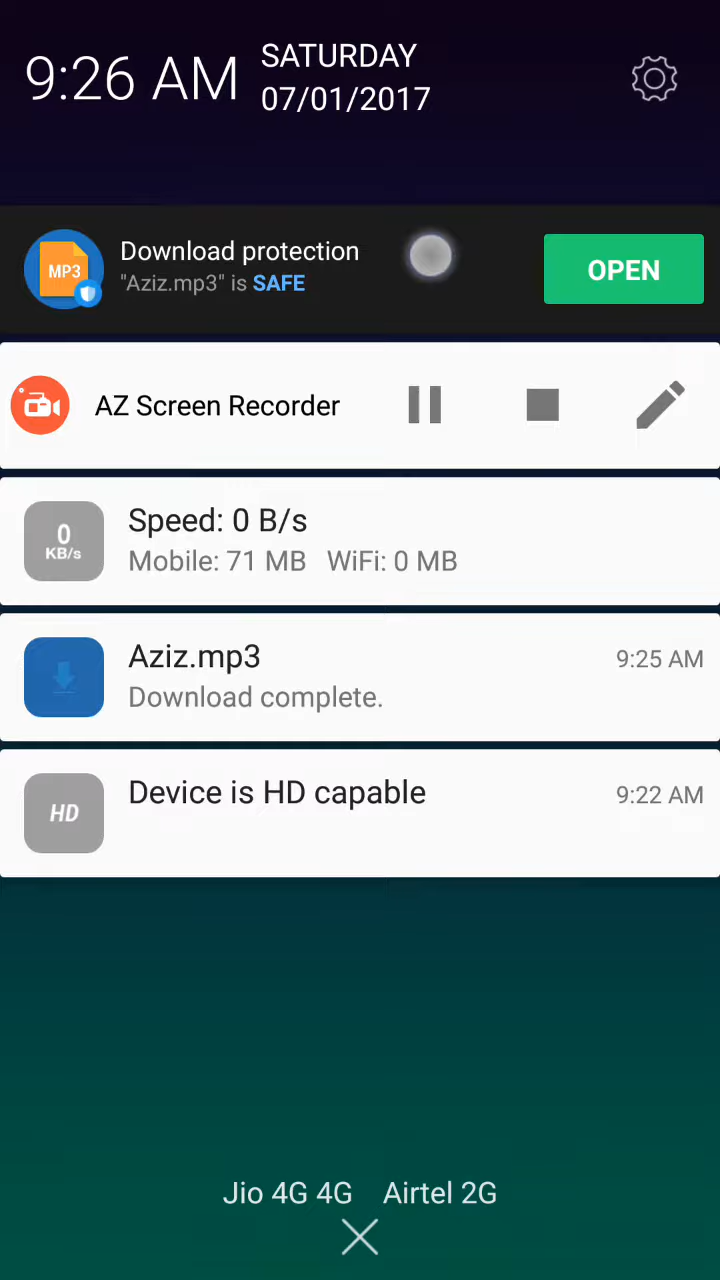 9:26 AM
SATURDAY
07/01/2017
MP3
Download protection
"Aziz.mp3" is SAFE
OPEN
AZ Screen Recorder
0
KB/s
Speed: 0 B/s
Mobile: 71 MB WiFi: 0 MB
Aziz.mp3
9:25 AM
Download complete.
HD
Device is HD capable
9:22 AM
Jio 4G 4G Airtel 2G